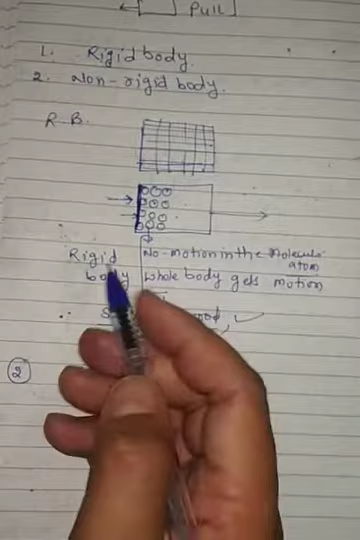 Pull
1. Rigid body.
2. Non-rigid body.
R.B.
Rigid No-motion in the Molecule
atom
body whole body gets motion
②